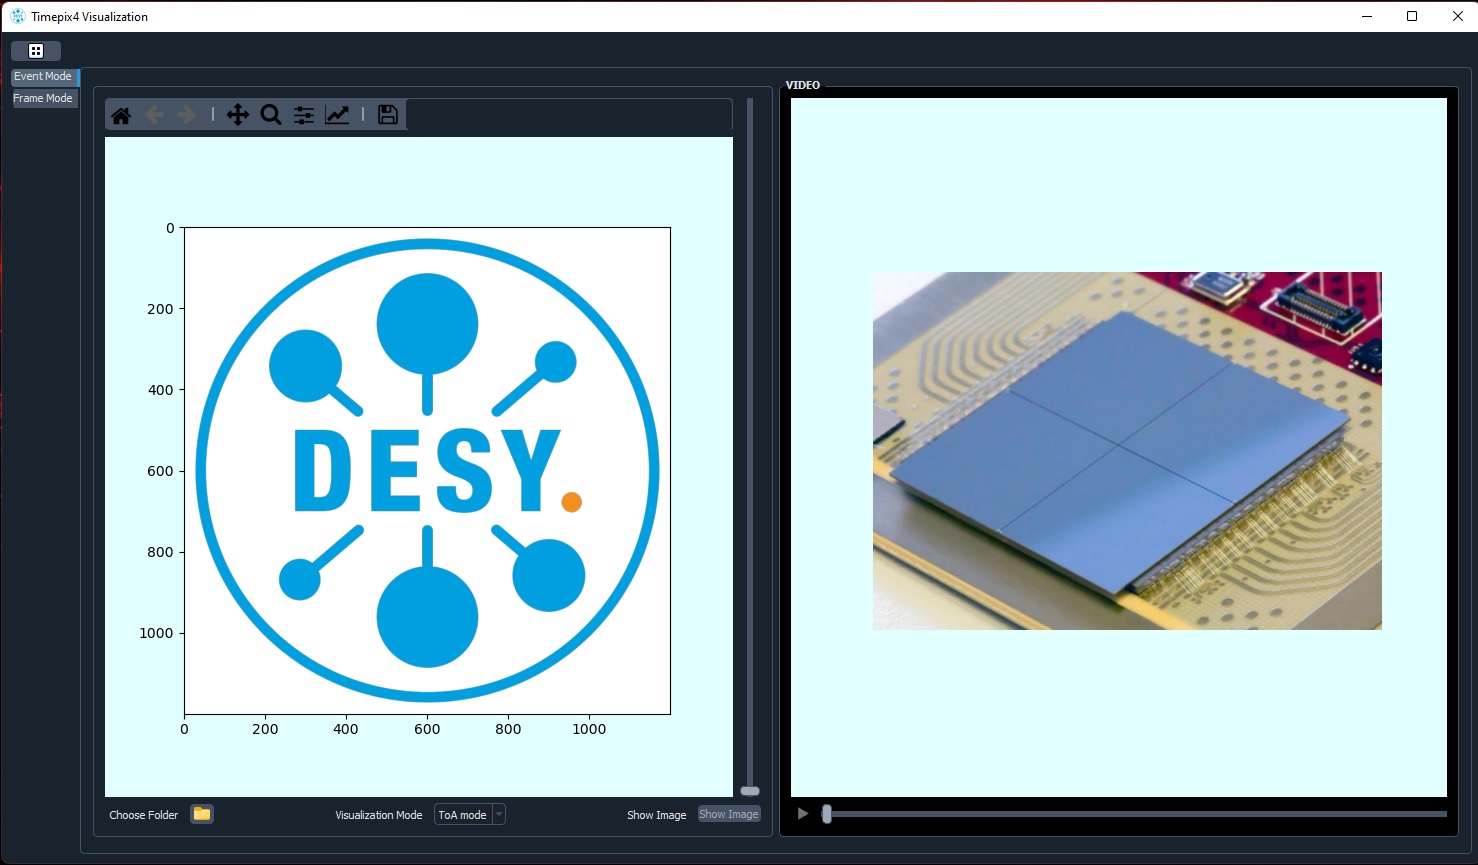 Timepix4 Visualization
Event Mode
Frame Mode
VIDEO
0
200
400
600
800
1000
DESY.
0 200 400 600 800 1000
Choose Folder Visualization Mode ToA mode Show Image Show Image